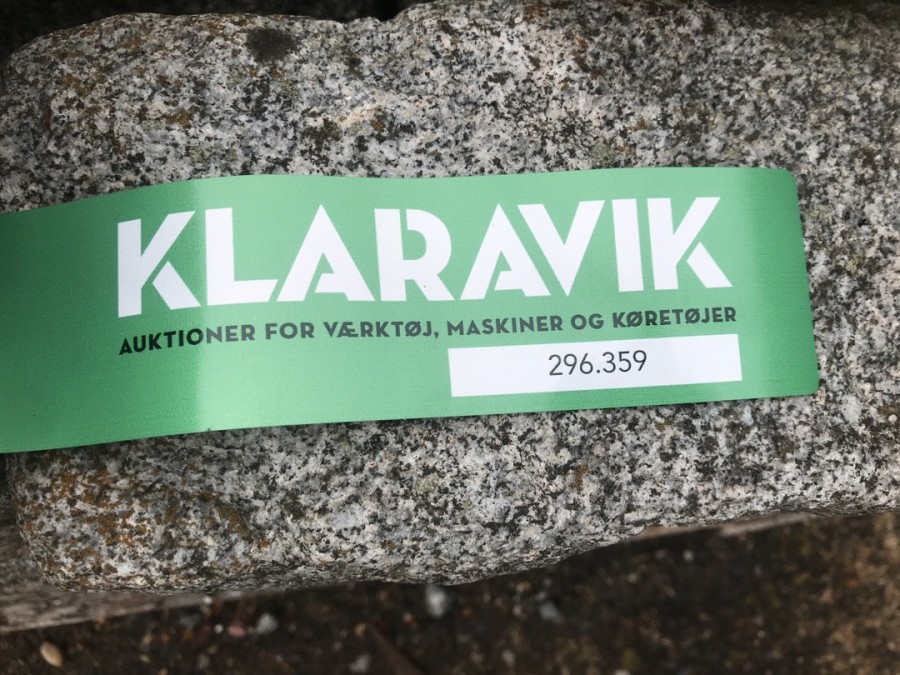 KLARAVIK
AUKTIONER FOR VÆRKTØJ, MASKINER OG KØRETØJER
296.359